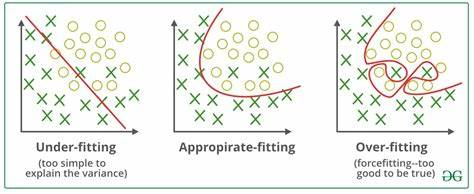 Under-fitting
(too simple to
explain the variance)
Appropirate-fitting
Over-fitting
(forcefitting--too
good to be true)